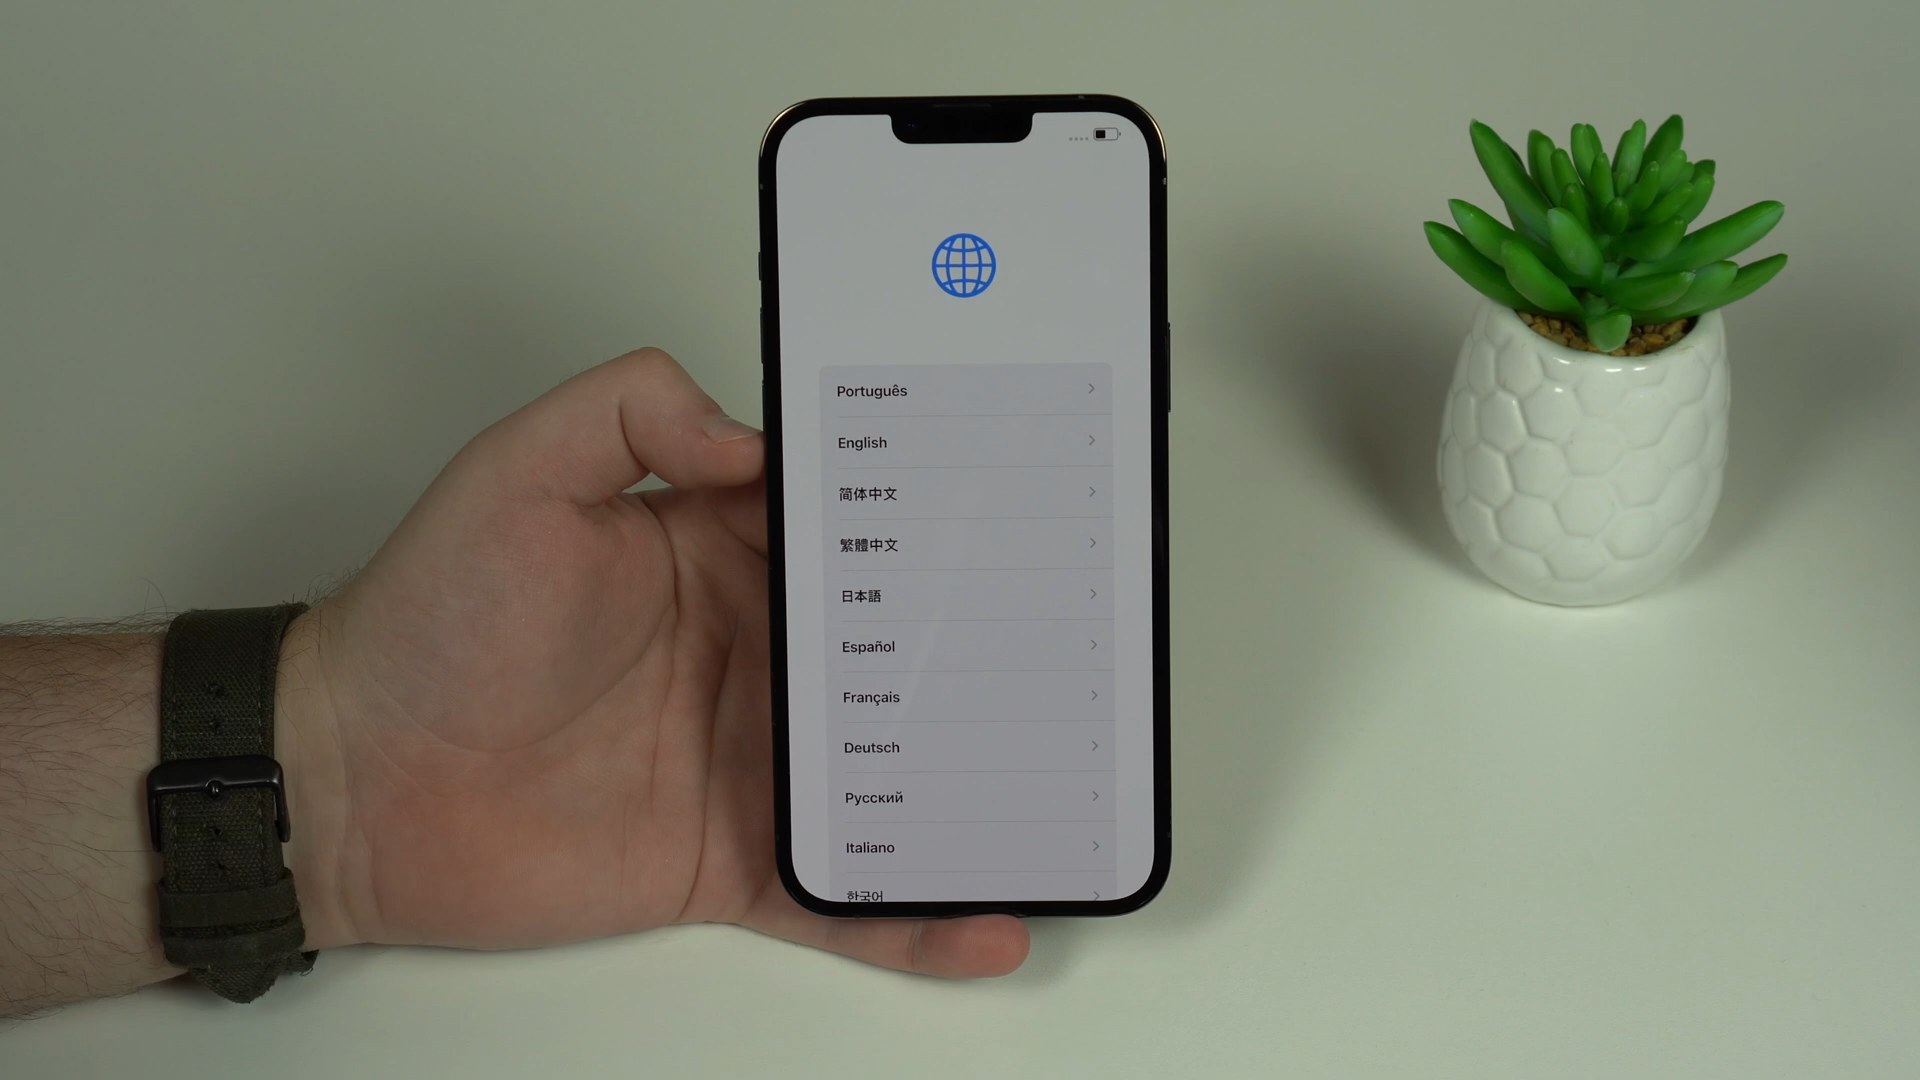 Português
English
简体中文
繁體中文
日本語
Español
Français
Deutsch
Русский
Italiano
한국어